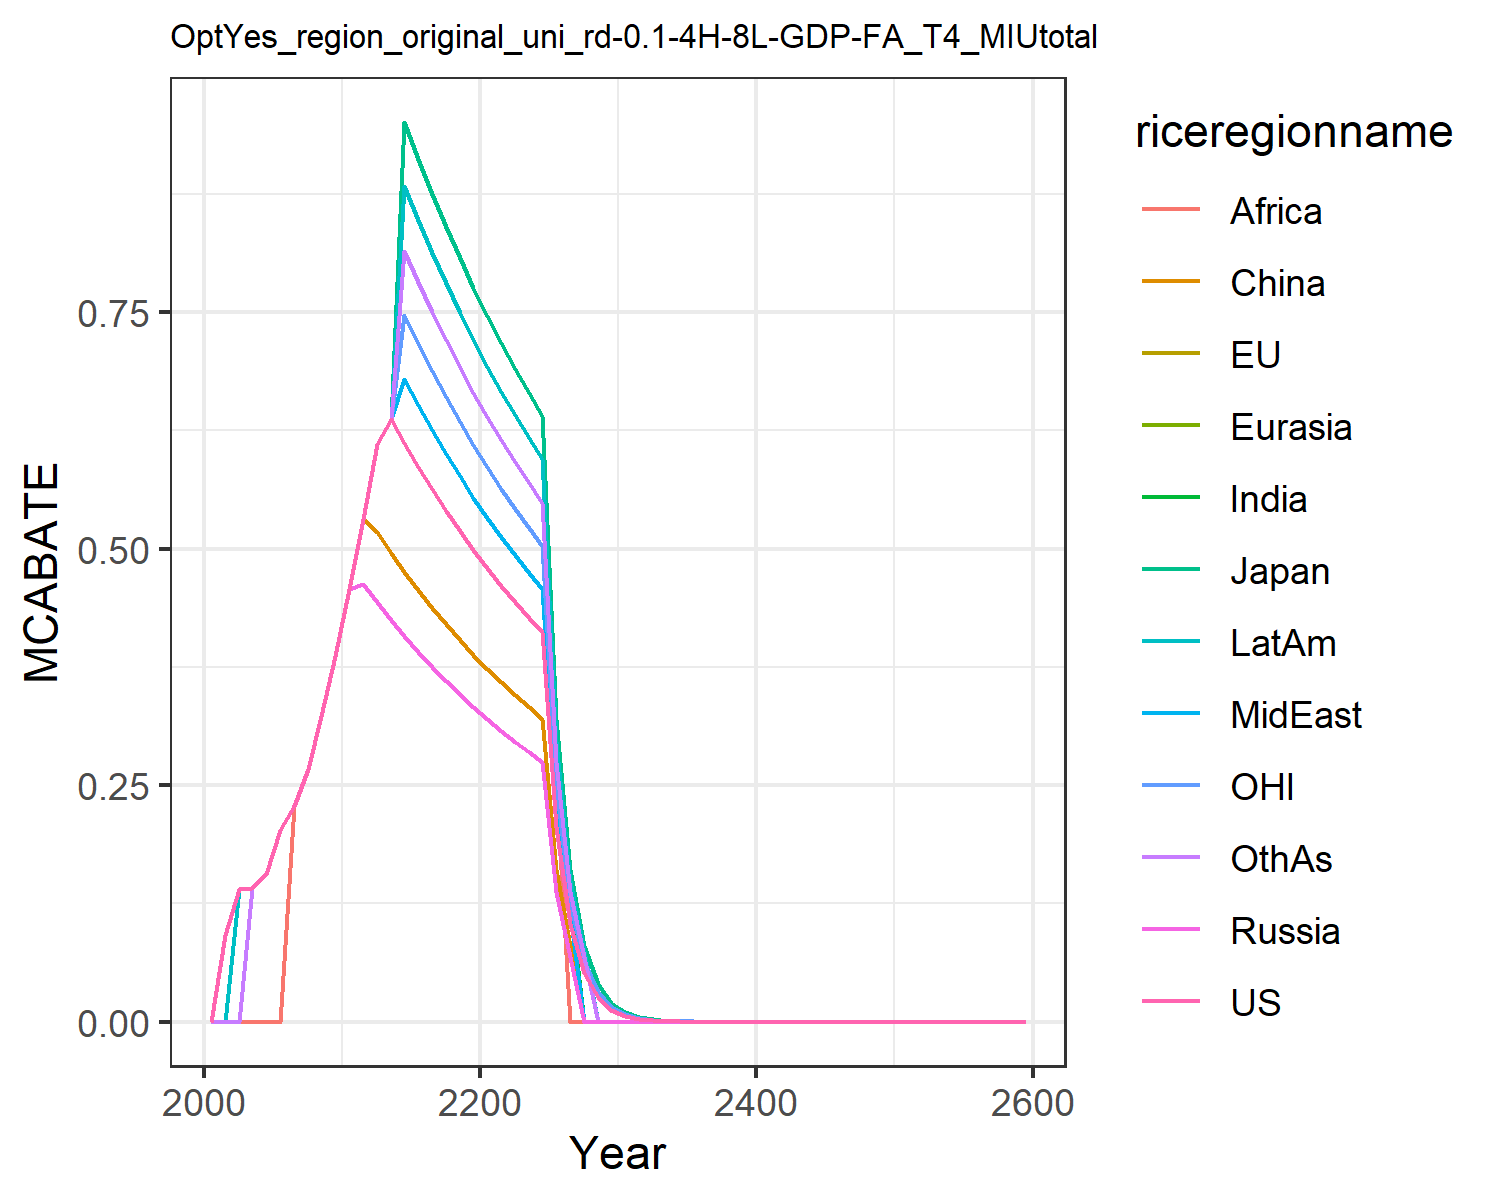 OptYes_region_original_uni_rd-0.1-4H-8L-GDP-FA_T4_MIUtotal
MCABATE
0.75
0.50
0.25
0.00
2000
2200
2400
2600
Year
riceregionname
Africa
China
EU
Eurasia
India
Japan
LatAm
MidEast
OHI
OthAs
Russia
US